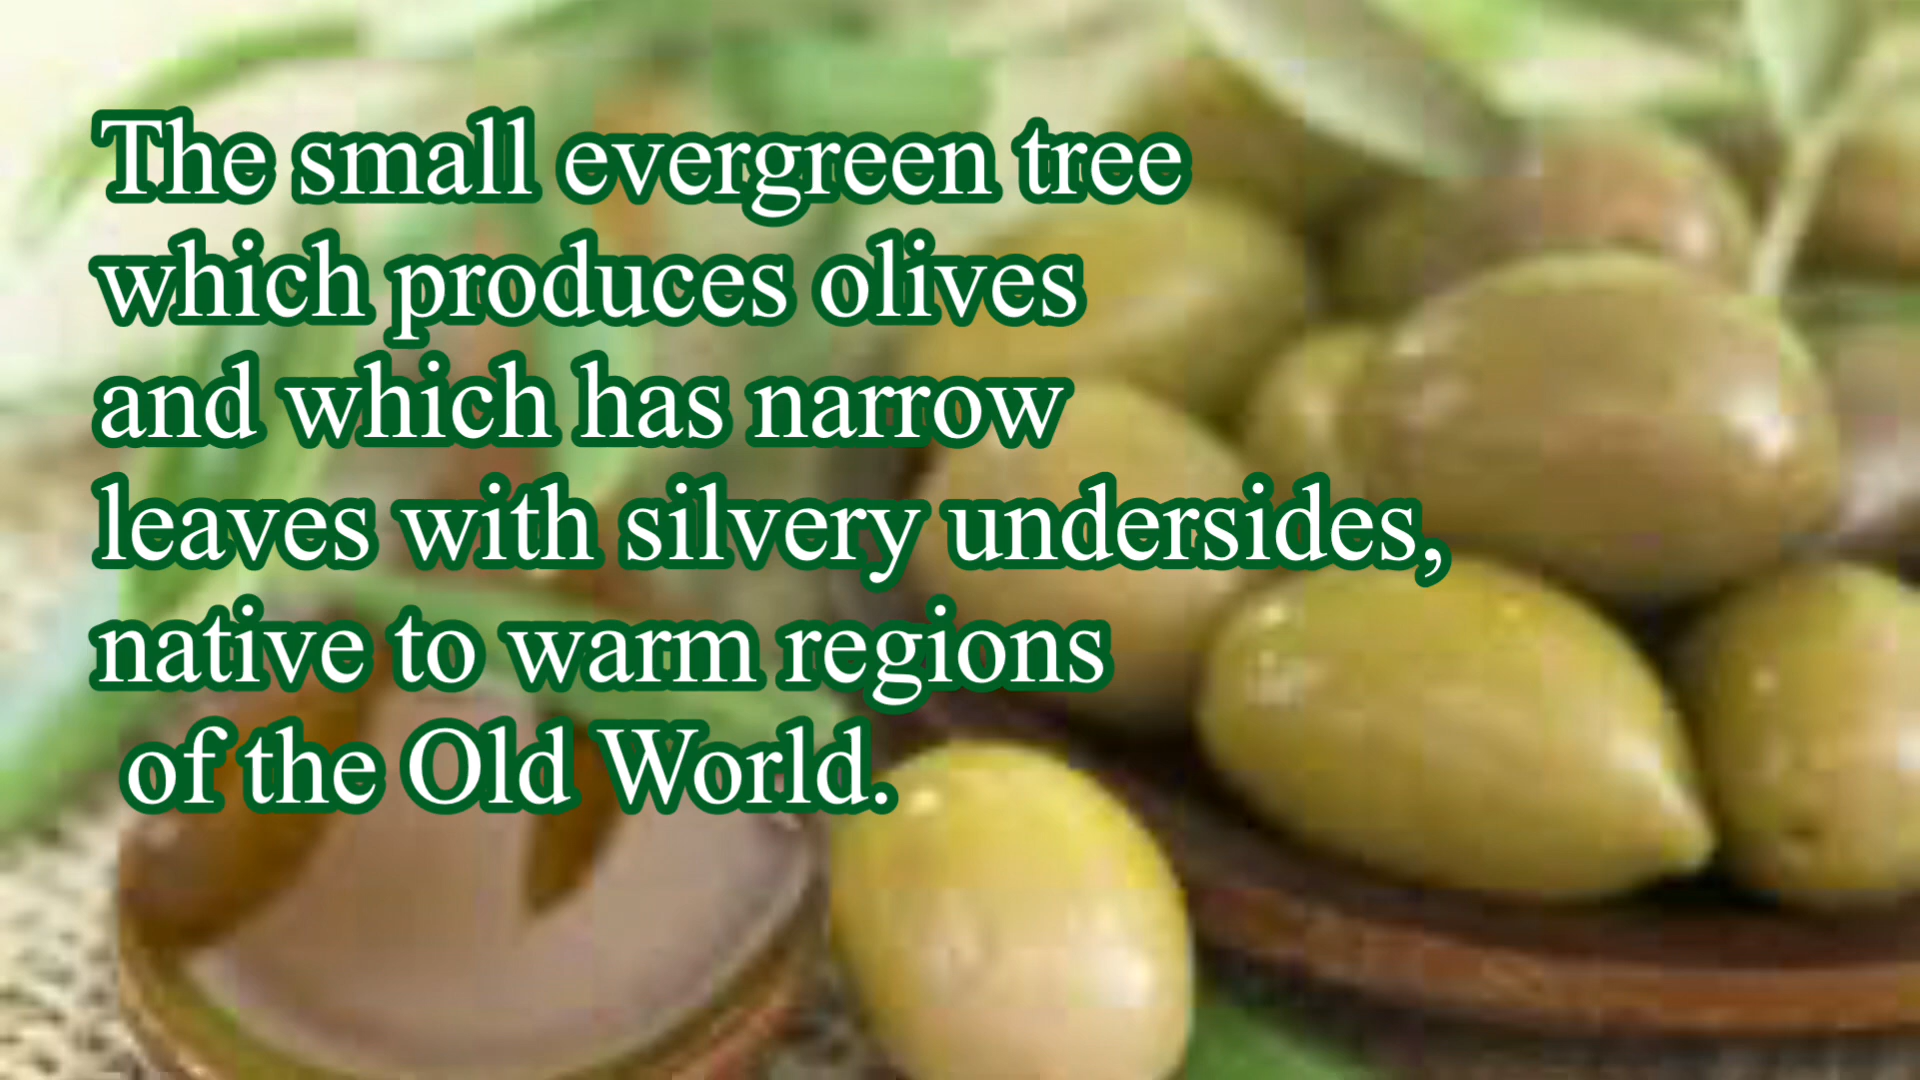 The small evergreen tree
which produces olives
and which has narrow
leaves with silvery undersides,
native to warm regions
of the Old World.